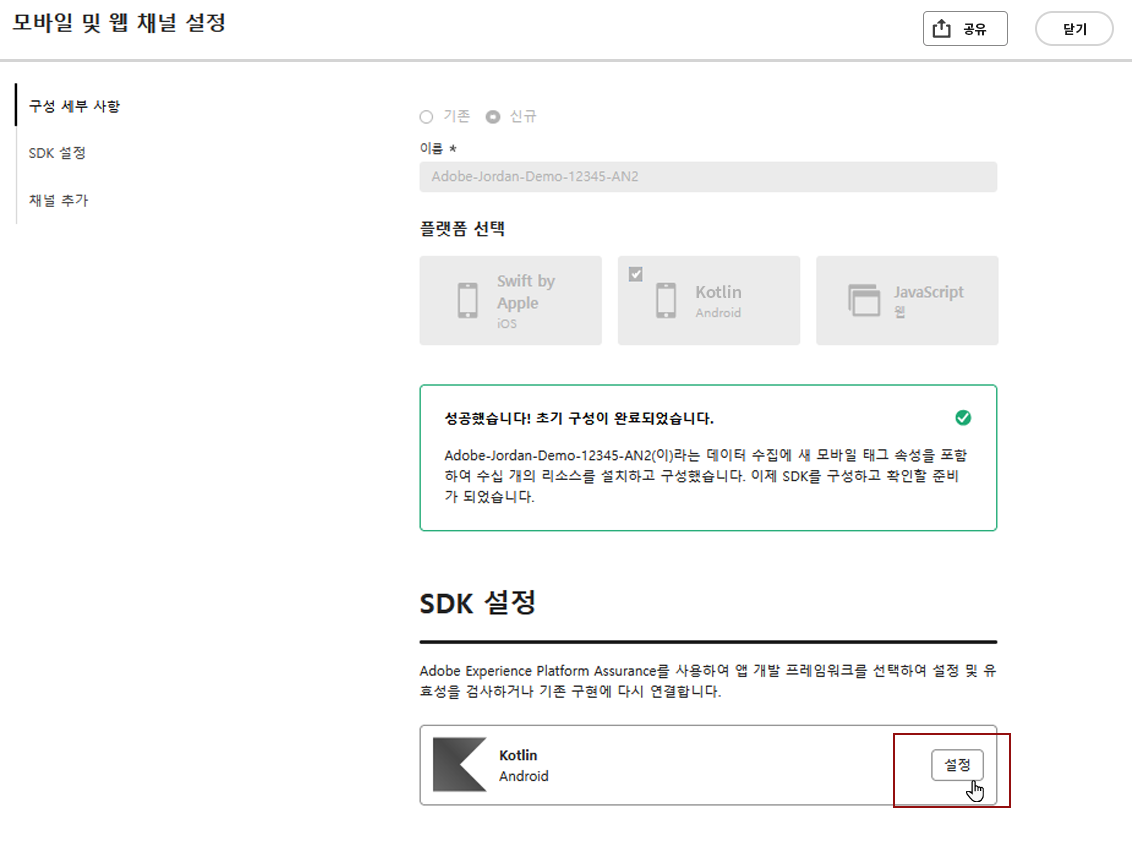 모바일 및 웹 채널 설정
공유
닫기
구성 세부 사항
SDK 설정
채널 추가
기존
신규
이름 *
Adobe-Jordan-Demo-12345-AN2
플랫폼 선택
Swift by
Apple
iOS
Kotlin
Android
JavaScript
웹
성공했습니다! 초기 구성이 완료되었습니다.
Adobe-Jordan-Demo-12345-AN2(이)라는 데이터 수집에 새 모바일 태그 속성을 포함
하여 수십 개의 리소스를 설치하고 구성했습니다. 이제 SDK를 구성하고 확인할 준비
가 되었습니다.
SDK 설정
Adobe Experience Platform Assurance를 사용하여 앱 개발 프레임워크를 선택하여 설정 및 유
효성을 검사하거나 기존 구현에 다시 연결합니다.
Kotlin
Android
설정